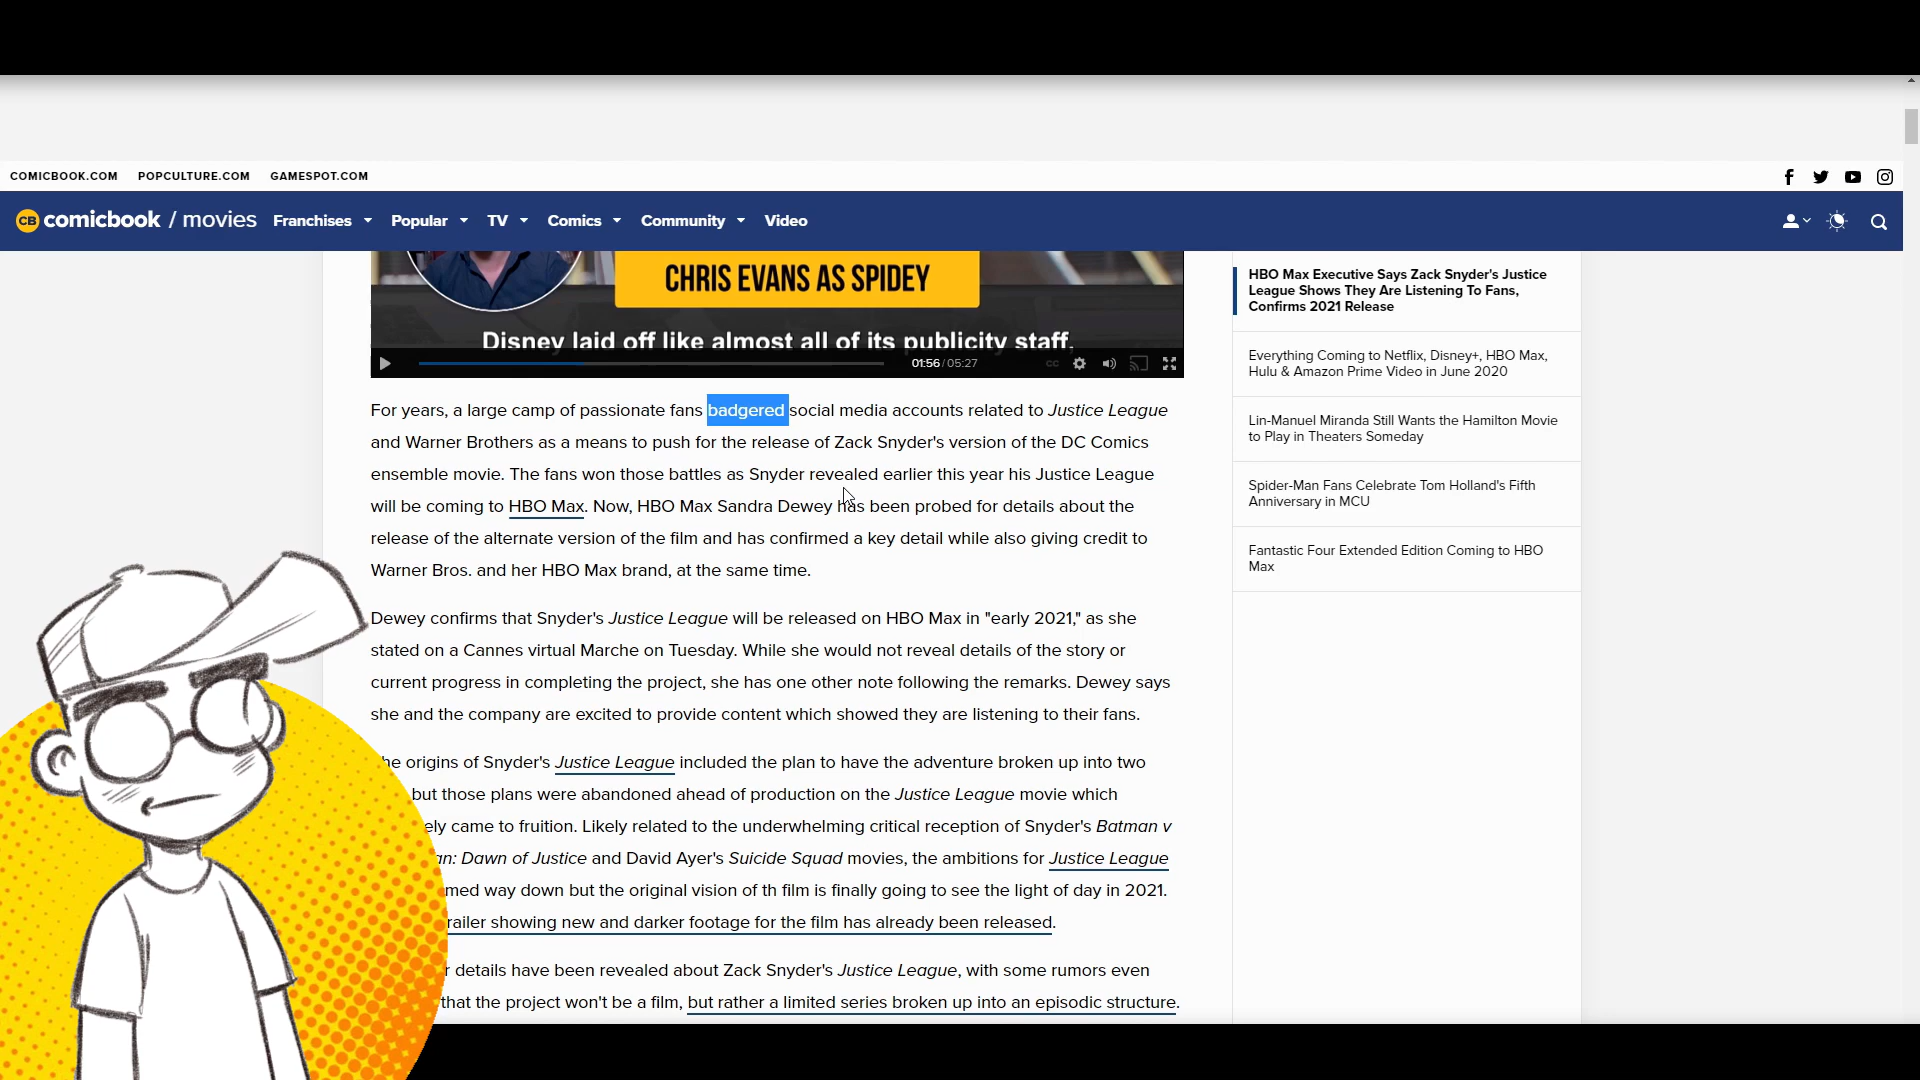 COMICBOOK.COM POPCULTURE.COM GAMESPOT.COM
CB comicbook / movies Franchises Popular TV Comics Community Video
CHRIS EVANS AS SPIDEY
Disney laid off like almost all of its publicity staff,
01:56 / 05:27 CC
For years, a large camp of passionate fans badgered social media accounts related to Justice League
and Warner Brothers as a means to push for the release of Zack Snyder's version of the DC Comics
ensemble movie. The fans won those battles as Snyder revealed earlier this year his Justice League
will be coming to HBO Max. Now, HBO Max Sandra Dewey has been probed for details about the
release of the alternate version of the film and has confirmed a key detail while also giving credit to
Warner Bros. and her HBO Max brand, at the same time.
Dewey confirms that Snyder's Justice League will be released on HBO Max in "early 2021," as she
stated on a Cannes virtual Marche on Tuesday. While she would not reveal details of the story or
current progress in completing the project, she has one other note following the remarks. Dewey says
she and the company are excited to provide content which showed they are listening to their fans.
he origins of Snyder's Justice League included the plan to have the adventure broken up into two
but those plans were abandoned ahead of production on the Justice League movie which
ely came to fruition. Likely related to the underwhelming critical reception of Snyder's Batman v
an: Dawn of Justice and David Ayer's Suicide Squad movies, the ambitions for Justice League
med way down but the original vision of th film is finally going to see the light of day in 2021.
railer showing new and darker footage for the film has already been released.
r details have been revealed about Zack Snyder's Justice League, with some rumors even
that the project won't be a film, but rather a limited series broken up into an episodic structure.
HBO Max Executive Says Zack Snyder's Justice
League Shows They Are Listening To Fans,
Confirms 2021 Release
Everything Coming to Netflix, Disney+, HBO Max,
Hulu & Amazon Prime Video in June 2020
Lin-Manuel Miranda Still Wants the Hamilton Movie
to Play in Theaters Someday
Spider-Man Fans Celebrate Tom Holland's Fifth
Anniversary in MCU
Fantastic Four Extended Edition Coming to HBO
Max